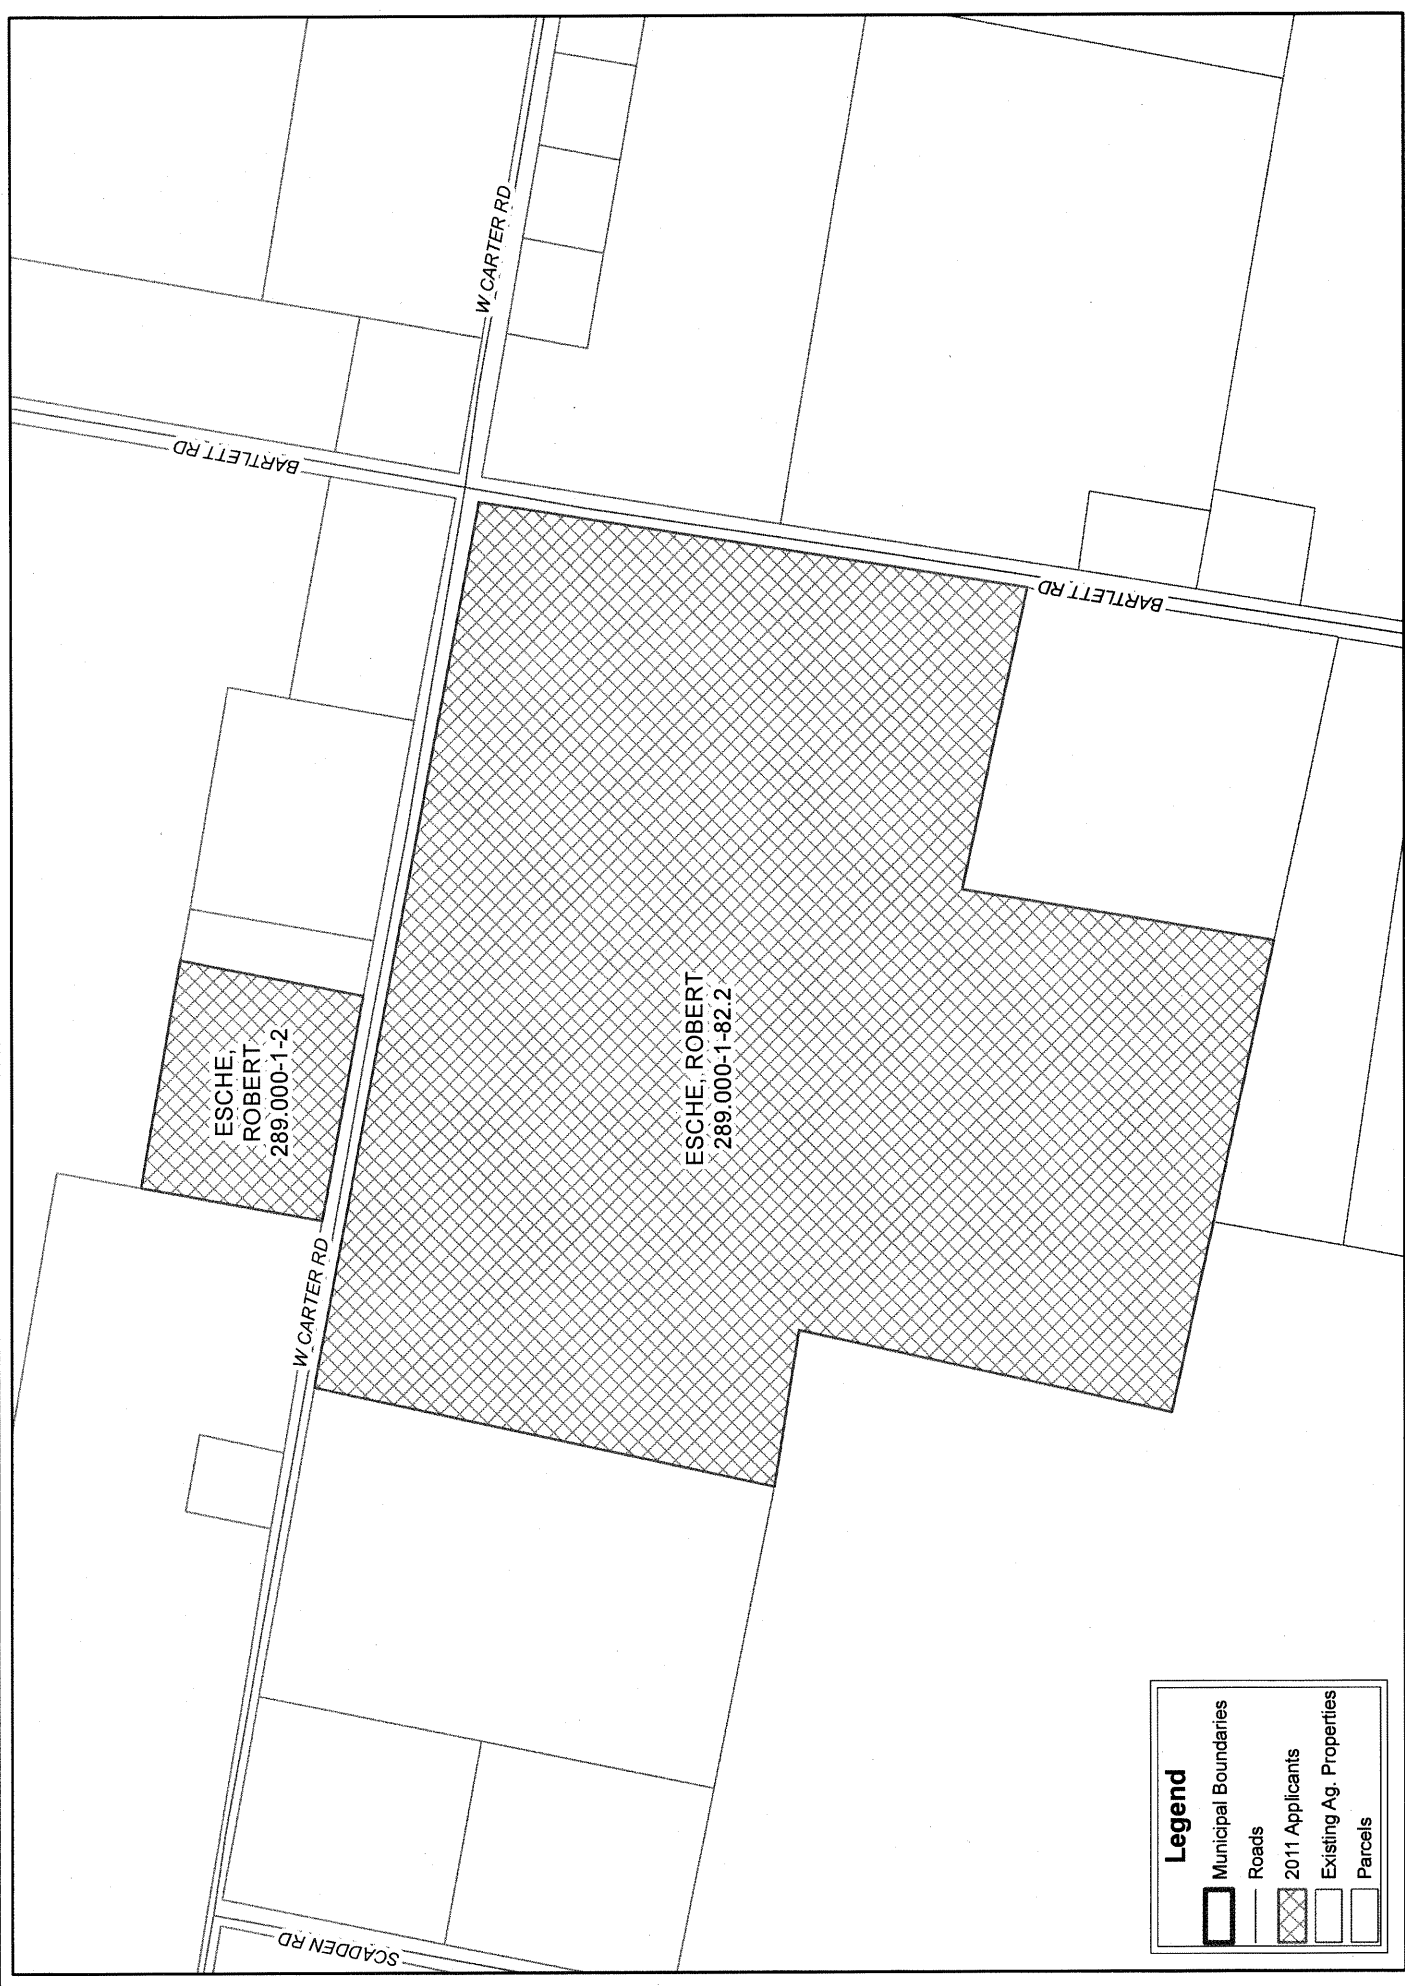 W CARTER RD
BARTLETT RD
ESCHE,
ROBERT
289.000-1-2
ESCHE, ROBERT
289.000-1-82.2
W CARTER RD
BARTLETT RD
SCADDEN RD
Legend
Municipal Boundaries
Roads
2011 Applicants
Existing Ag. Properties
Parcels